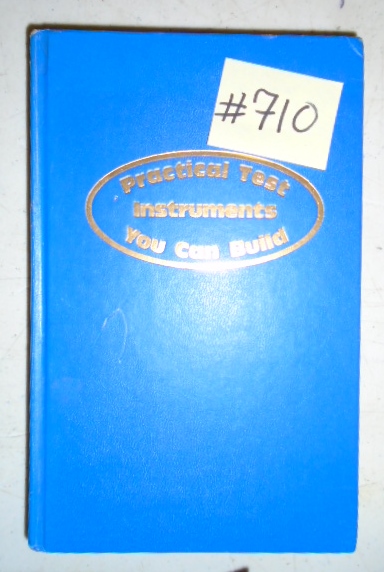 #710
Practical Test
Instruments
You Can Build